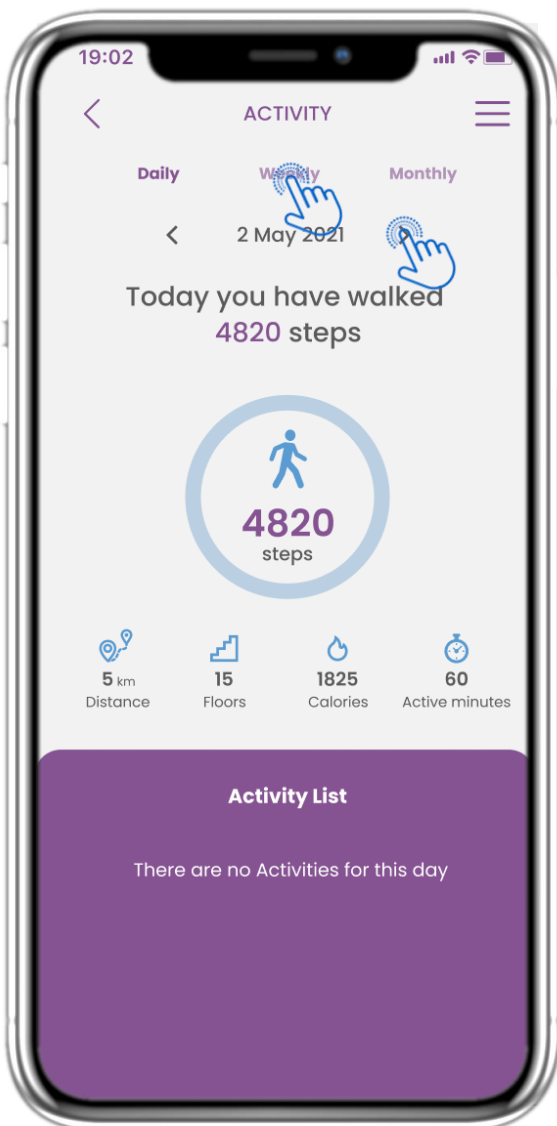 19:02
ACTIVITY
Daily Weekly Monthly
2 May 2021
Today you have walked
4820 steps
4820
steps
5 km 15 1825 60
Distance Floors Calories Active minutes
Activity List
There are no Activities for this day